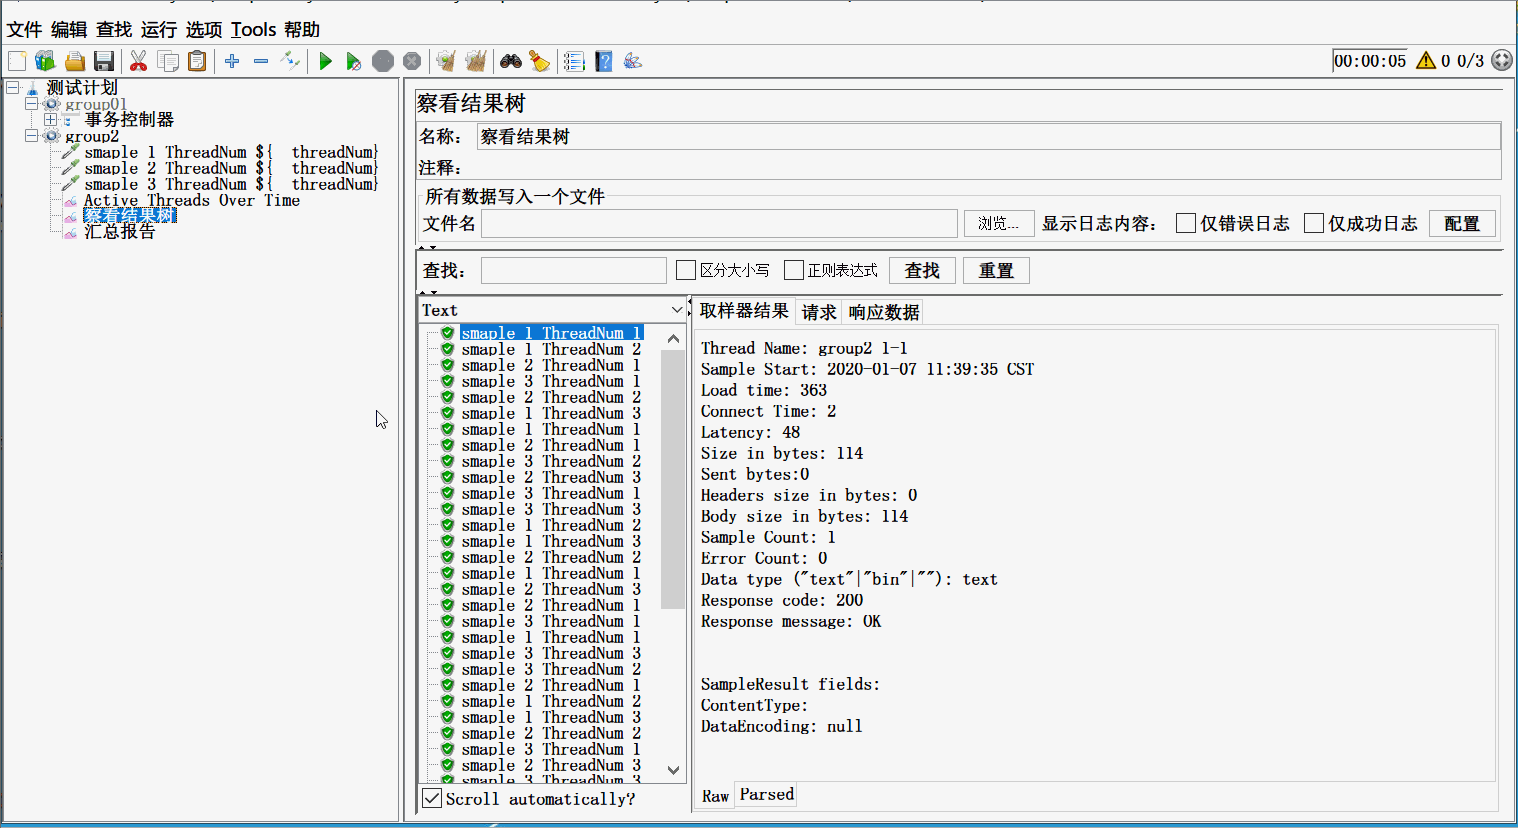 文件 编辑 查找 运行 选项 Tools 帮助
00:00:05 0 0/3
测试计划
group01
事务控制器
group2
smaple 1 ThreadNum ${__threadNum}
smaple 2 ThreadNum ${__threadNum}
smaple 3 ThreadNum ${__threadNum}
Active Threads Over Time
察看结果树
汇总报告
察看结果树
名称: 察看结果树
注释:
所有数据写入一个文件
文件名 浏览... 显示日志内容: 仅错误日志 仅成功日志 配置
查找: 区分大小写 正则表达式 查找 重置
Text
smaple 1 ThreadNum 1
smaple 1 ThreadNum 2
smaple 2 ThreadNum 1
smaple 3 ThreadNum 1
smaple 2 ThreadNum 2
smaple 1 ThreadNum 3
smaple 1 ThreadNum 1
smaple 2 ThreadNum 1
smaple 3 ThreadNum 2
smaple 2 ThreadNum 3
smaple 3 ThreadNum 1
smaple 3 ThreadNum 3
smaple 1 ThreadNum 2
smaple 1 ThreadNum 3
smaple 2 ThreadNum 2
smaple 1 ThreadNum 1
smaple 2 ThreadNum 3
smaple 2 ThreadNum 1
smaple 3 ThreadNum 1
smaple 1 ThreadNum 1
smaple 3 ThreadNum 3
smaple 3 ThreadNum 2
smaple 2 ThreadNum 1
smaple 1 ThreadNum 2
smaple 1 ThreadNum 3
smaple 2 ThreadNum 2
smaple 3 ThreadNum 1
smaple 2 ThreadNum 3
smaple 3 ThreadNum 3
Scroll automatically?
取样器结果 请求 响应数据
Thread Name: group2 1-1
Sample Start: 2020-01-07 11:39:35 CST
Load time: 363
Connect Time: 2
Latency: 48
Size in bytes: 114
Sent bytes:0
Headers size in bytes: 0
Body size in bytes: 114
Sample Count: 1
Error Count: 0
Data type ("text"|"bin"|""): text
Response code: 200
Response message: OK
SampleResult fields:
ContentType:
DataEncoding: null
Raw Parsed